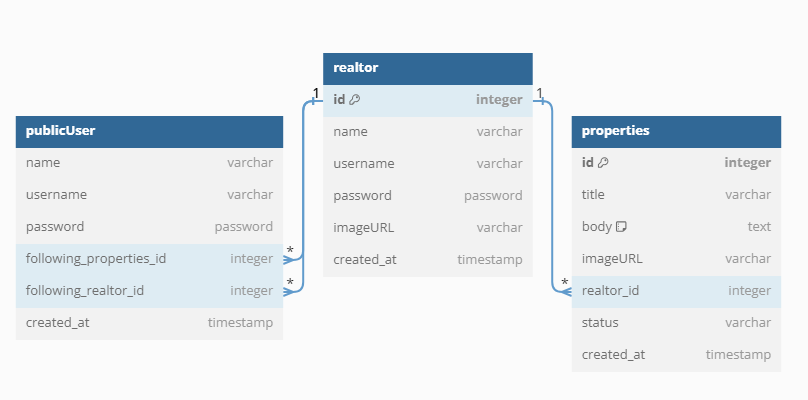 publicUser
name varchar
username varchar
password password
following_properties_id integer *
following_realtor_id integer *
created_at timestamp
realtor
1 id integer 1
name varchar
username varchar
password password
imageURL varchar
created_at timestamp
properties
id integer
title varchar
body text
imageURL varchar
* realtor_id integer
status varchar
created_at timestamp